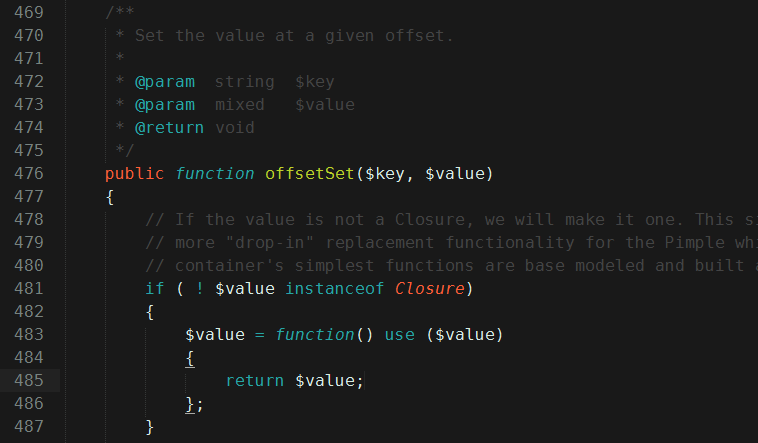 469 /**
470 * Set the value at a given offset.
471 *
472 * @param  string  $key
473 * @param  mixed   $value
474 * @return void
475 */
476 public function offsetSet($key, $value)
477 {
478 // If the value is not a Closure, we will make it one. This
479 // more "drop-in" replacement functionality for the Pimple
480 // container's simplest functions are base modeled and built
481 if ( ! $value instanceof Closure)
482 {
483 $value = function() use ($value)
484 {
485 return $value;
486 };
487 }